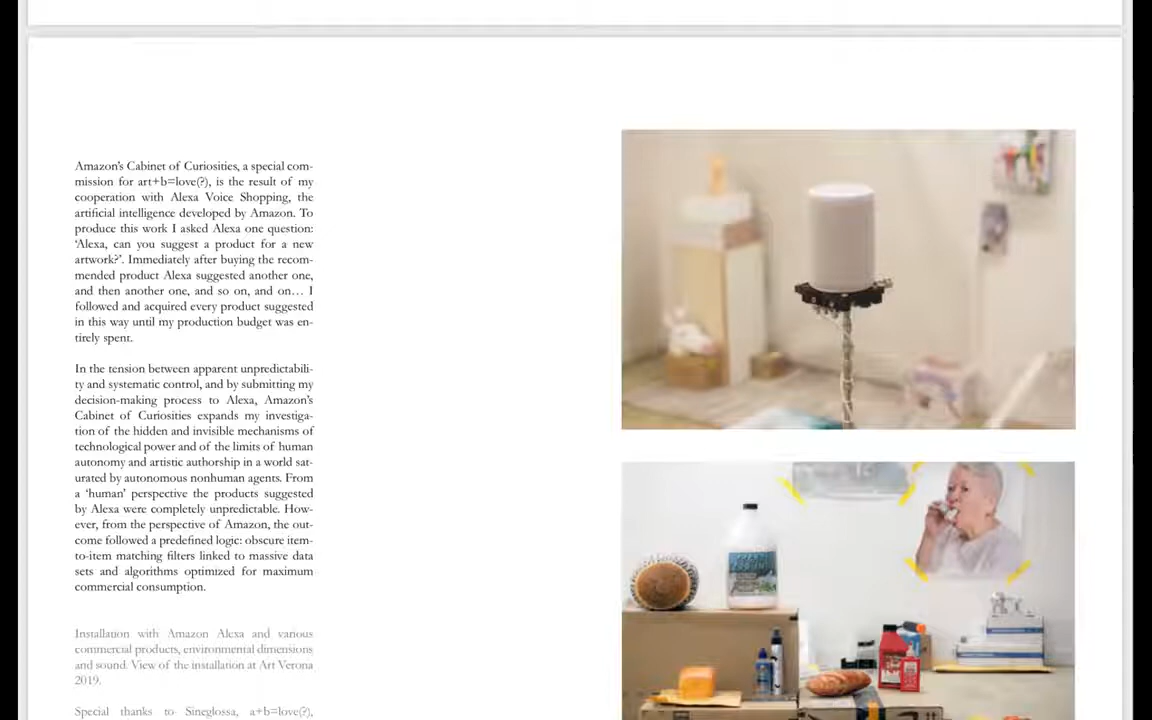 Amazon's Cabinet of Curiosities, a special com-
mission for art+b=love(?), is the result of my
cooperation with Alexa Voice Shopping, the
artificial intelligence developed by Amazon. To
produce this work I asked Alexa one question:
'Alexa, can you suggest a product for a new
artwork?'. Immediately after buying the recom-
mended product Alexa suggested another one,
and then another one, and so on, and on… I
followed and acquired every product suggested
in this way until my production budget was en-
tirely spent.
In the tension between apparent unpredictabili-
ty and systematic control, and by submitting my
decision-making process to Alexa, Amazon's
Cabinet of Curiosities expands my investiga-
tion of the hidden and invisible mechanisms of
technological power and of the limits of human
autonomy and artistic authorship in a world sat-
urated by autonomous nonhuman agents. From
a 'human' perspective the products suggested
by Alexa were completely unpredictable. How-
ever, from the perspective of Amazon, the out-
come followed a predefined logic: obscure item-
to-item matching filters linked to massive data
sets and algorithms optimized for maximum
commercial consumption.
Installation with Amazon Alexa and various
commercial products, environmental dimensions
and sound. View of the installation at Art Verona
2019.
Special thanks to Sineglossa, a+b=love(?),